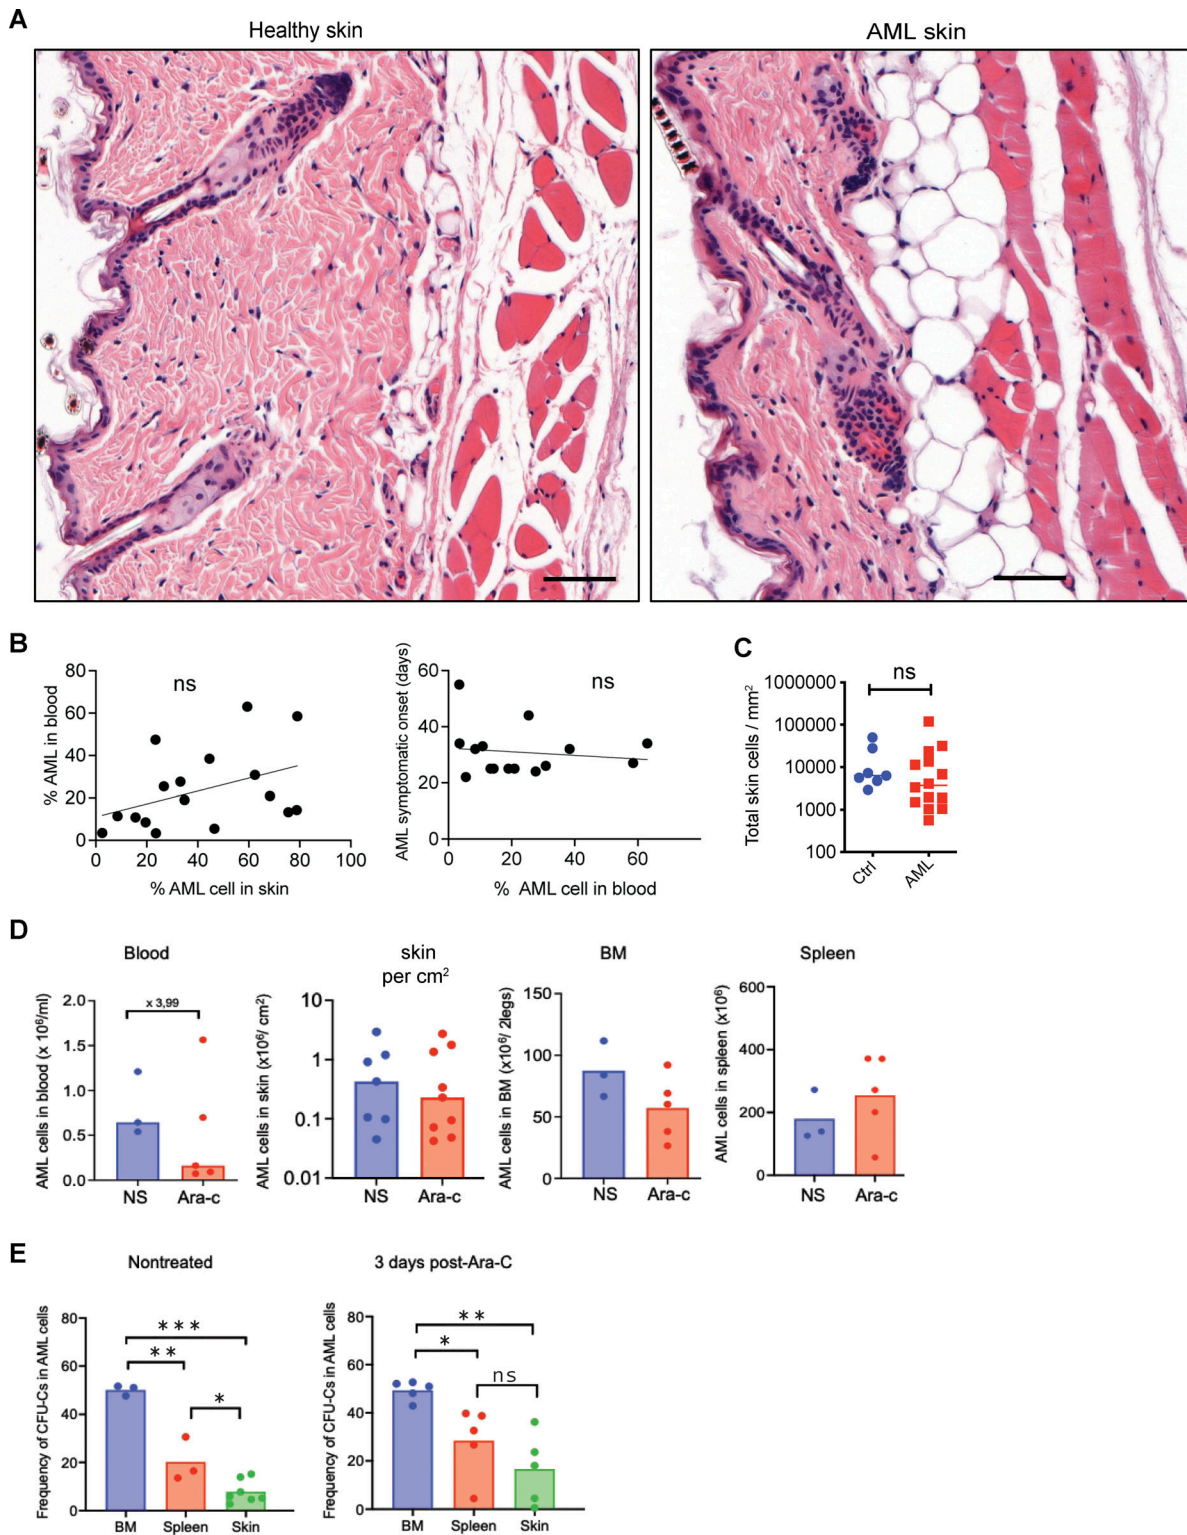 A
Healthy skin
AML skin
B
ns
% AML in blood
80
60
40
20
0
0 20 40 60 80 100
% AML cell in skin
ns
AML symptomatic onset (days)
60
40
20
0
0 20 40 60
% AML cell in blood
C
ns
Total skin cells / mm²
1000000
100000
10000
1000
100
Ctrl
AML
D
Blood
x 3,99
AML cells in blood (x 10⁶/ml)
2.0
1.5
1.0
0.5
0.0
NS Ara-c
skin
per cm²
AML cells in skin (x10⁶/ cm²)
10
1
0.1
0.01
NS Ara-c
BM
AML cells in BM (x10⁶/ 2legs)
150
100
50
0
NS Ara-c
Spleen
AML cells in spleen (x10⁶)
600
400
200
0
NS Ara-c
E
Nontreated
Frequency of CFU-Cs in AML cells
80
60
40
20
0
***
**
*
BM Spleen Skin
3 days post-Ara-C
Frequency of CFU-Cs in AML cells
80
60
40
20
0
**
*
ns
BM Spleen Skin